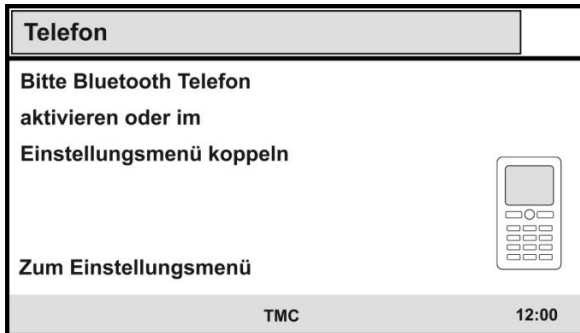 Telefon
Bitte Bluetooth Telefon
aktivieren oder im
Einstellungsmenü koppeln
Zum Einstellungsmenü
TMC 12:00